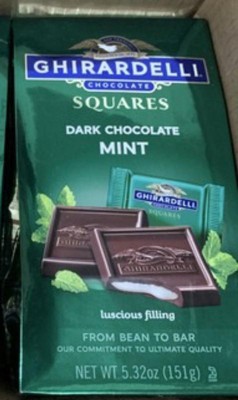 GHIRARDELLI
CHOCOLATE
SQUARES
DARK CHOCOLATE
MINT
GHIRARDELLI
CHOCOLATE
SQUARES
GHIRARDELLI
luscious filling
FROM BEAN TO BAR
OUR COMMITMENT TO ULTIMATE QUALITY
NET WT 5.32oz (151g)